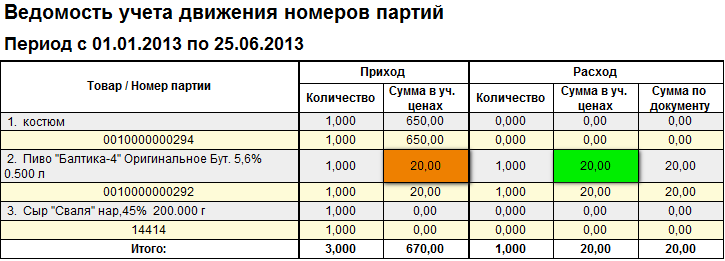 Ведомость учета движения номеров партий
Период с 01.01.2013 по 25.06.2013
Товар / Номер партии Приход Расход
Количество Сумма в уч. ценах Количество Сумма в уч. ценах Сумма по документу
1. костюм 1,000 650,00 0,000 0,00 0,00
0010000000294 1,000 650,00 0,000 0,00 0,00
2. Пиво "Балтика-4" Оригинальное Бут. 5,6% 0.500 л 1,000 20,00 1,000 20,00 20,00
0010000000292 1,000 20,00 1,000 20,00 20,00
3. Сыр "Сваля" нар,45% 200.000 г 1,000 0,00 0,000 0,00 0,00
14414 1,000 0,00 0,000 0,00 0,00
Итого: 3,000 670,00 1,000 20,00 20,00